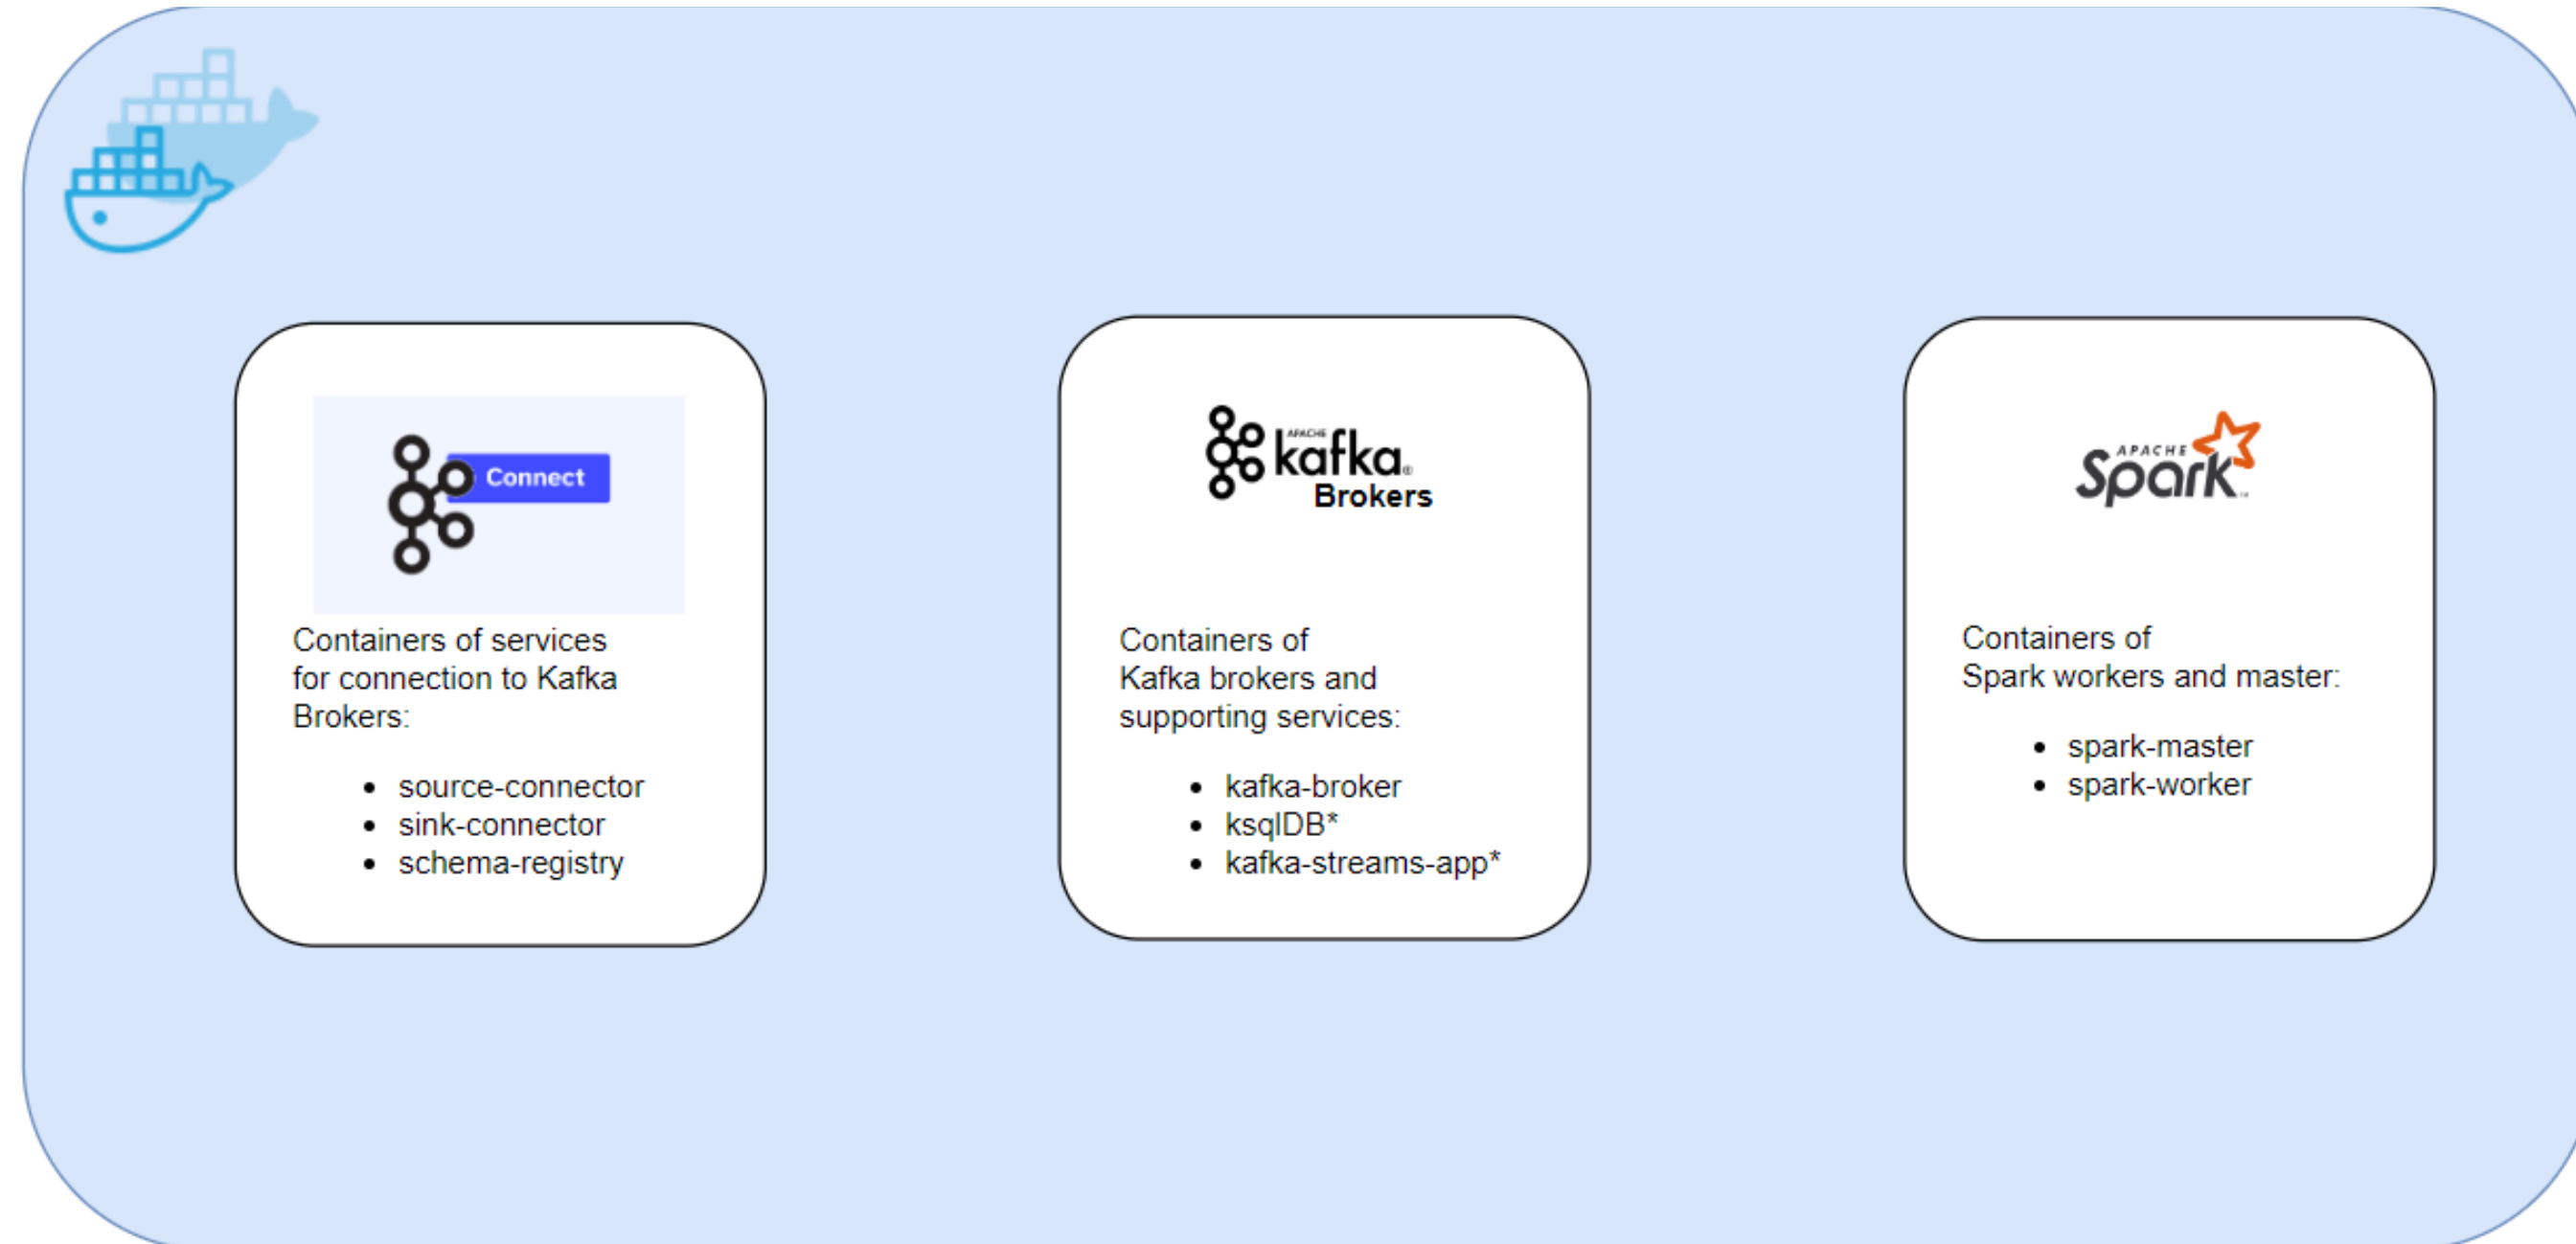 Connect
Containers of services
for connection to Kafka
Brokers:
source-connector
sink-connector
schema-registry
APACHE
kafka®
Brokers
Containers of
Kafka brokers and
supporting services:
kafka-broker
ksqlDB*
kafka-streams-app*
APACHE
Spark™
Containers of
Spark workers and master:
spark-master
spark-worker